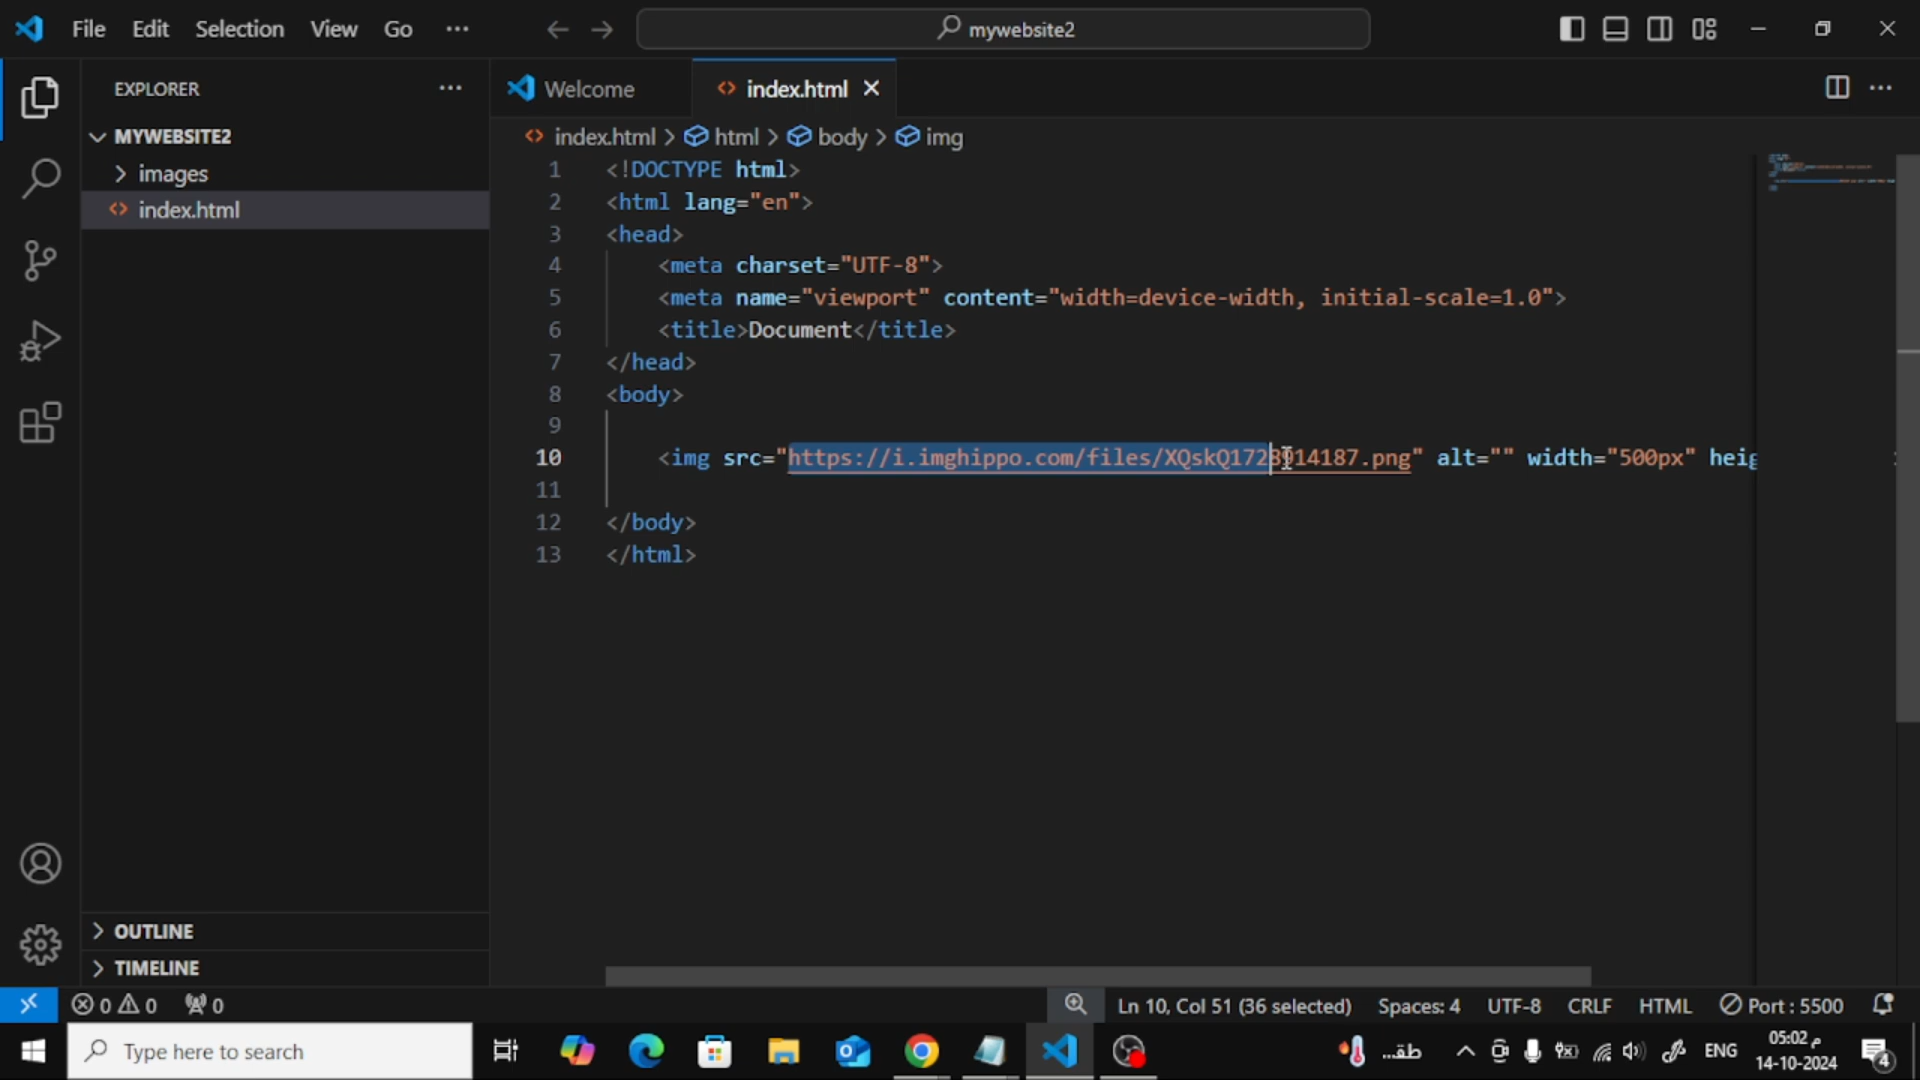 File Edit Selection View Go ··· mywebsite2
EXPLORER ··· Welcome index.html
MYWEBSITE2 index.html > html > body > img
images
index.html
1 <!DOCTYPE html>
2 <html lang="en">
3 <head>
4 <meta charset="UTF-8">
5 <meta name="viewport" content="width=device-width, initial-scale=1.0">
6 <title>Document</title>
7 </head>
8 <body>
9
10 <img src="https://i.imghippo.com/files/XQskQ1728914187.png" alt="" width="500px" heig
11
12 </body>
13 </html>
OUTLINE
TIMELINE
0 0 0 Ln 10, Col 51 (36 selected) Spaces: 4 UTF-8 CRLF HTML Port : 5500
Type here to search طقـ... ENG 05:02 م
14-10-2024 4